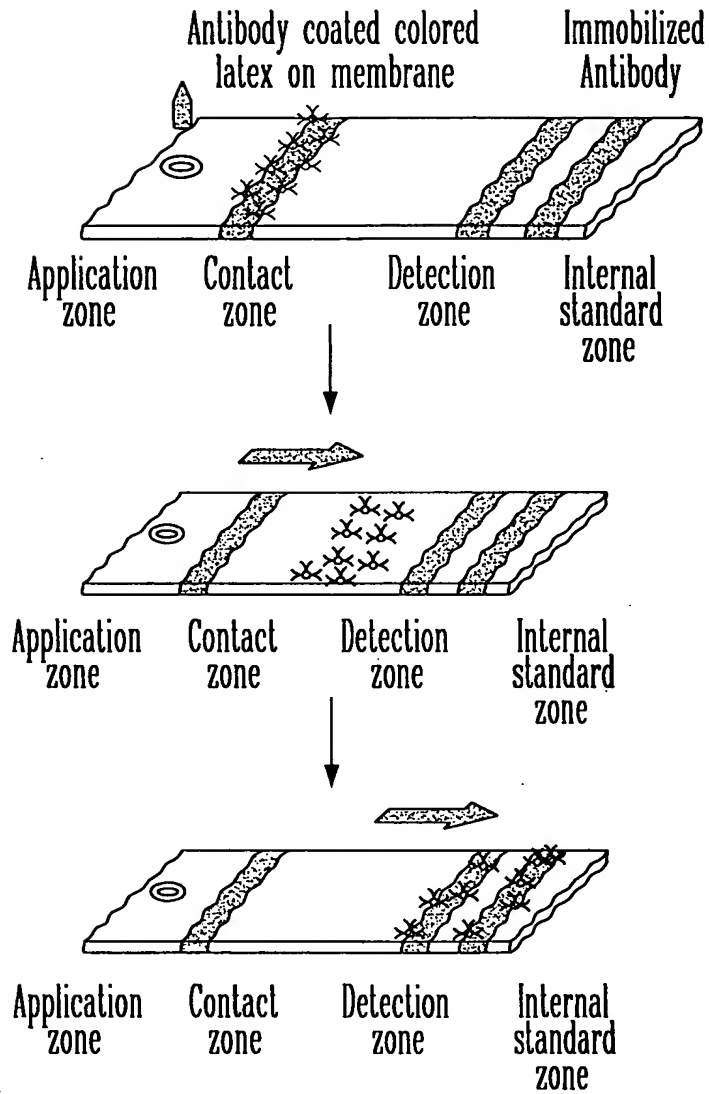 Antibody coated colored
latex on membrane
Immobilized
Antibody
Application
zone
Contact
zone
Detection
zone
Internal
standard
zone
Application
zone
Contact
zone
Detection
zone
Internal
standard
zone
Application
zone
Contact
zone
Detection
zone
Internal
standard
zone